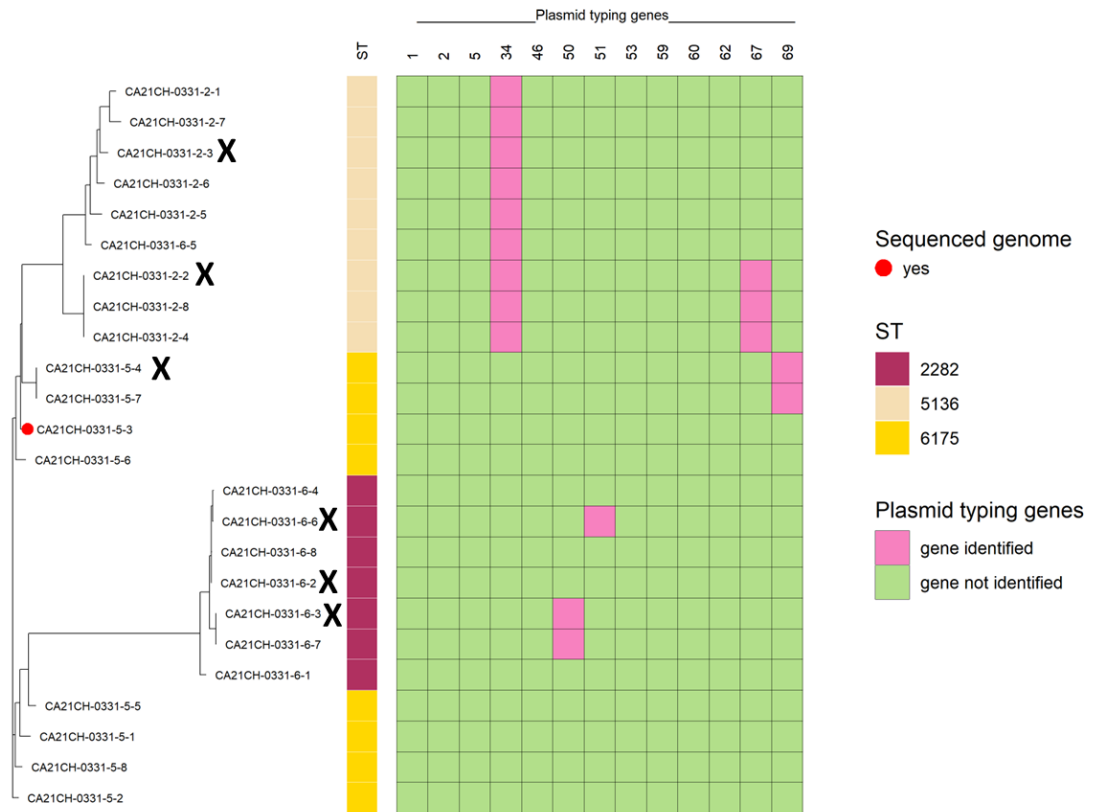 Plasmid typing genes
ST 1 2 5 34 46 50 51 53 59 60 62 67 69
CA21CH-0331-2-1
CA21CH-0331-2-7
CA21CH-0331-2-3 X
CA21CH-0331-2-6
CA21CH-0331-2-5
CA21CH-0331-6-5
CA21CH-0331-2-2 X
CA21CH-0331-2-8
CA21CH-0331-2-4
CA21CH-0331-5-4 X
CA21CH-0331-5-7
CA21CH-0331-5-3
CA21CH-0331-5-6
CA21CH-0331-6-4
CA21CH-0331-6-6 X
CA21CH-0331-6-8
CA21CH-0331-6-2 X
CA21CH-0331-6-3 X
CA21CH-0331-6-7
CA21CH-0331-6-1
CA21CH-0331-5-5
CA21CH-0331-5-1
CA21CH-0331-5-8
CA21CH-0331-5-2
Sequenced genome
yes
ST
2282
5136
6175
Plasmid typing genes
gene identified
gene not identified